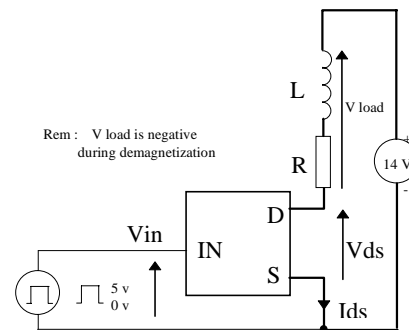 L
V load
Rem : V load is negative
during demagnetization
+
14 V
-
R
D
Vin
IN
Vds
S
5 v
0 v
Ids